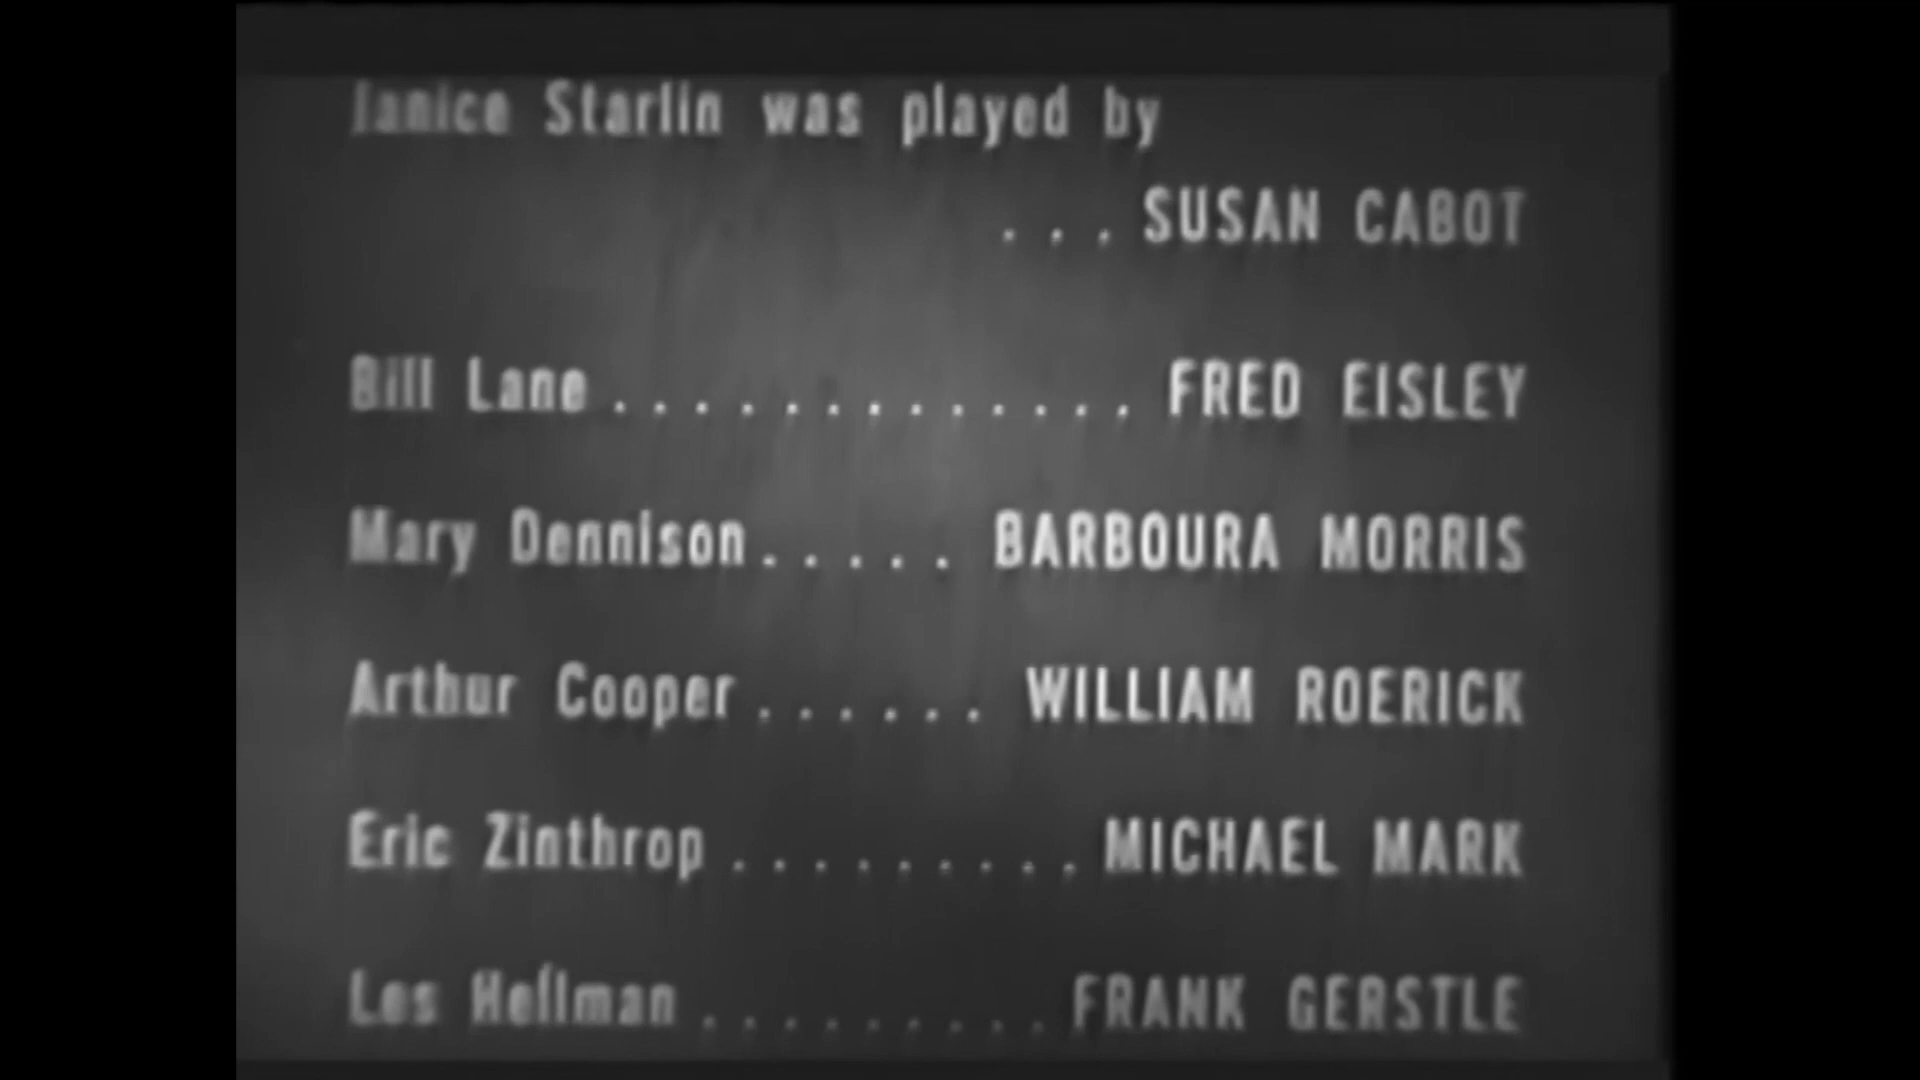 Janice Starlin was played by
. . . SUSAN CABOT
Bill Lane . . . . . . . . . . . . . FRED EISLEY
Mary Dennison . . . . . BARBOURA MORRIS
Arthur Cooper . . . . . . WILLIAM ROERICK
Eric Zinthrop . . . . . . . . . MICHAEL MARK
Les Hellman . . . . . . . . . FRANK GERSTLE